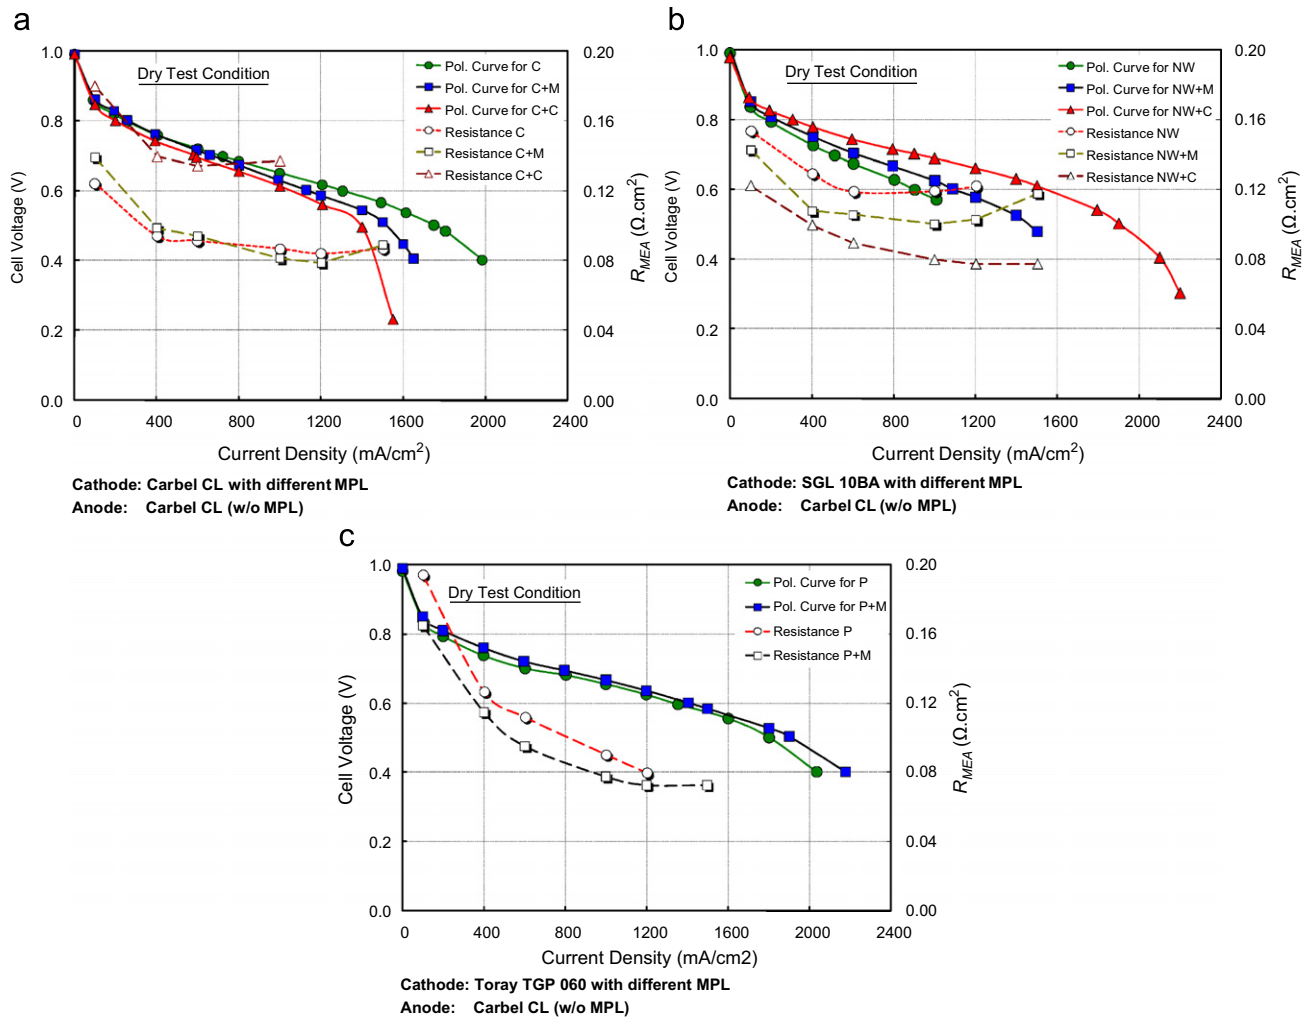 a
Dry Test Condition
Pol. Curve for C
Pol. Curve for C+M
Pol. Curve for C+C
Resistance C
Resistance C+M
Resistance C+C
1.0
0.8
0.6
0.4
0.2
0.0
Cell Voltage (V)
0.20
0.16
0.12
0.08
0.04
0.00
R_MEA (Ω.cm²)
0 400 800 1200 1600 2000 2400
Current Density (mA/cm²)
Cathode: Carbel CL with different MPL
Anode: Carbel CL (w/o MPL)
b
Dry Test Condition
Pol. Curve for NW
Pol. Curve for NW+M
Pol. Curve for NW+C
Resistance NW
Resistance NW+M
Resistance NW+C
1.0
0.8
0.6
0.4
0.2
0.0
Cell Voltage (V)
0.20
0.16
0.12
0.08
0.04
0.00
R_MEA (Ω.cm²)
0 400 800 1200 1600 2000 2400
Current Density (mA/cm²)
Cathode: SGL 10BA with different MPL
Anode: Carbel CL (w/o MPL)
c
Dry Test Condition
Pol. Curve for P
Pol. Curve for P+M
Resistance P
Resistance P+M
1.0
0.8
0.6
0.4
0.2
0.0
Cell Voltage (V)
0.20
0.16
0.12
0.08
0.04
0.00
R_MEA (Ω.cm²)
0 400 800 1200 1600 2000 2400
Current Density (mA/cm2)
Cathode: Toray TGP 060 with different MPL
Anode: Carbel CL (w/o MPL)